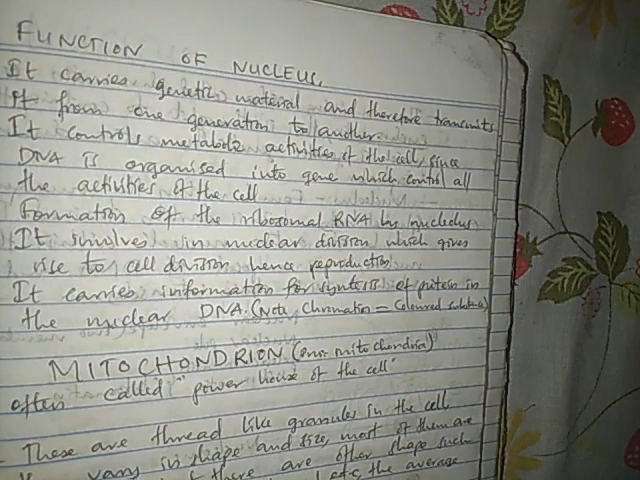 FUNCTION OF NUCLEUC
It carries genetic material and therefore transmits
it from one generation to another
It controls metabolic activities of the cell, since
DNA is organised into gene which control all
the activities of the cell
Formation of the ribosomal RNA by nucleolus
It involves in nuclear division which gives
rise to cell division hence reproduction
It carries information for syntesis of protein in
the nuclear DNA. (Note Chromation = Coloured
MITOCHONDRION. mitochondria)
often called "power house of the cell"
- These are thread like granules in the cell
vary in shape and size, most of them are
there are other shape such
the average